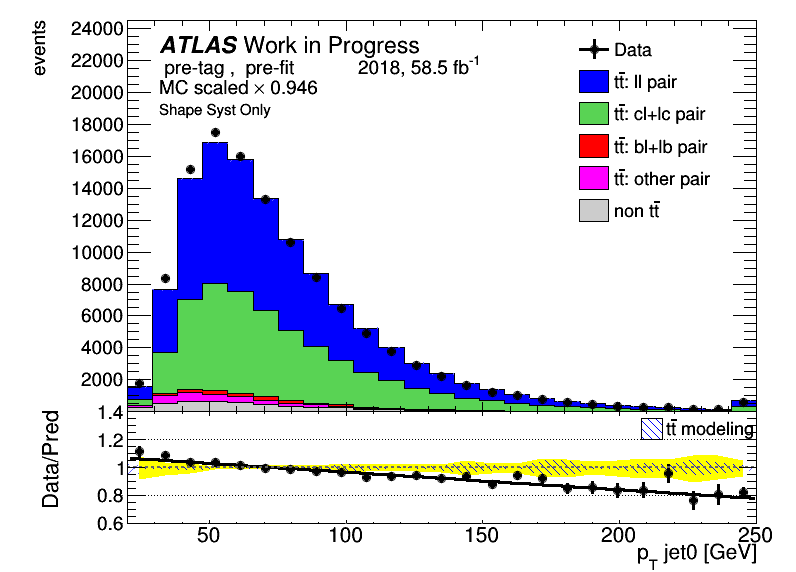 events
24000
22000
20000
18000
16000
14000
12000
10000
8000
6000
4000
2000
ATLAS Work in Progress
pre-tag , pre-fit 2018, 58.5 fb⁻¹
MC scaled × 0.946
Shape Syst Only
Data
tt̄: ll pair
tt̄: cl+lc pair
tt̄: bl+lb pair
tt̄: other pair
non tt̄
Data/Pred
1.4
1.2
1
0.8
0.6
tt̄ modeling
50 100 150 200 250
p_T jet0 [GeV]